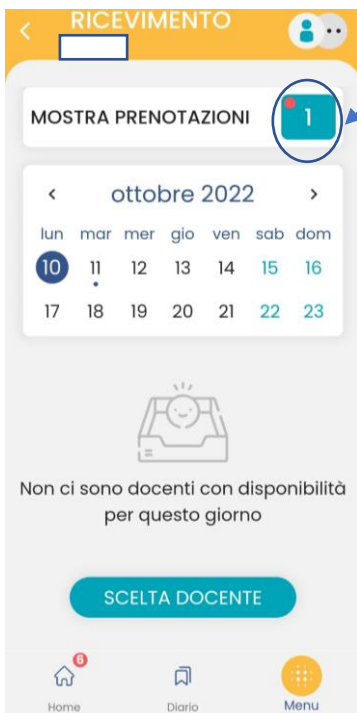 RICEVIMENTO
MOSTRA PRENOTAZIONI 1
ottobre 2022
lun mar mer gio ven sab dom
10 11 12 13 14 15 16
17 18 19 20 21 22 23
Non ci sono docenti con disponibilità
per questo giorno
SCELTA DOCENTE
6
Home Diario Menu